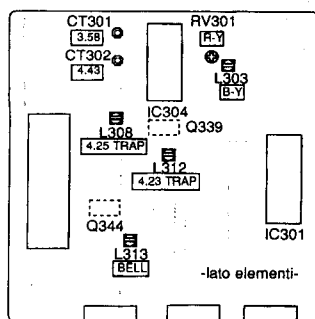 CT301
3.58
CT302
4.43
RV301
R-Y
L303
B-Y
IC304
Q339
L308
4.25 TRAP
L312
4.23 TRAP
Q344
L313
BELL
IC301
-lato elementi-